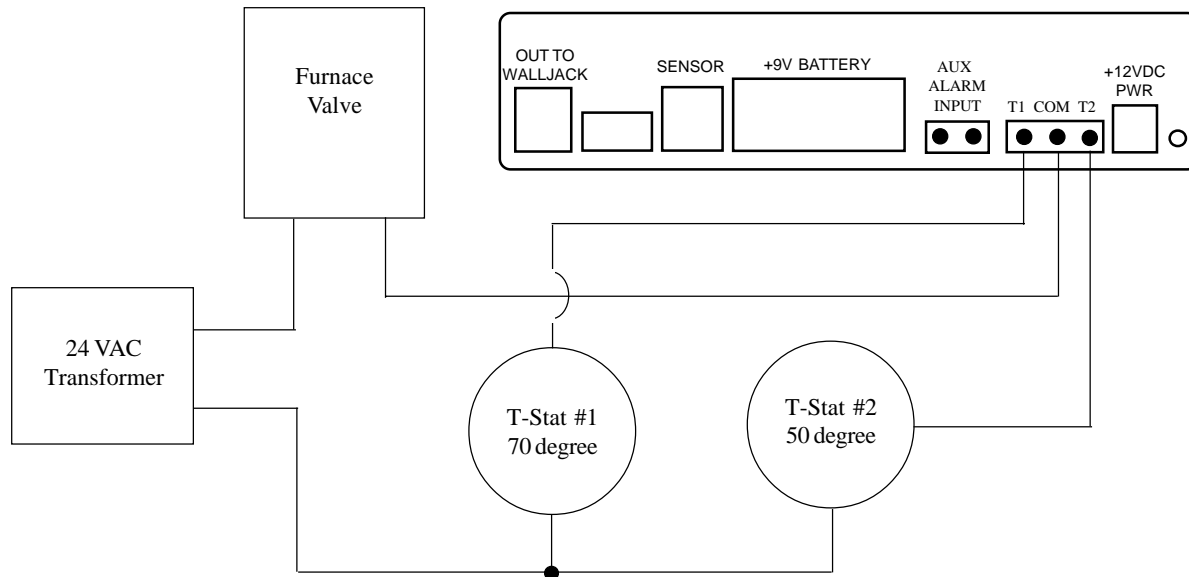 Furnace
Valve
OUT TO
WALLJACK
SENSOR
+9V BATTERY
AUX
ALARM
INPUT
T1 COM T2
+12VDC
PWR
24 VAC
Transformer
T-Stat #1
70 degree
T-Stat #2
50 degree